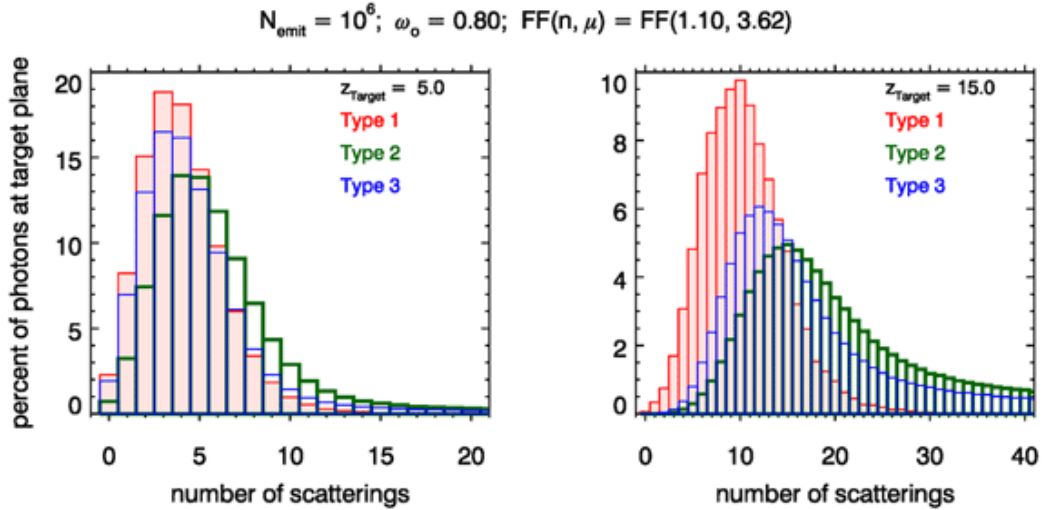 N_emit = 10^6; ω_o = 0.80; FF(n, μ) = FF(1.10, 3.62)
percent of photons at target plane
20
15
10
5
0
z_Target = 5.0
Type 1
Type 2
Type 3
0 5 10 15 20
number of scatterings
10
8
6
4
2
0
z_Target = 15.0
Type 1
Type 2
Type 3
0 10 20 30 40
number of scatterings